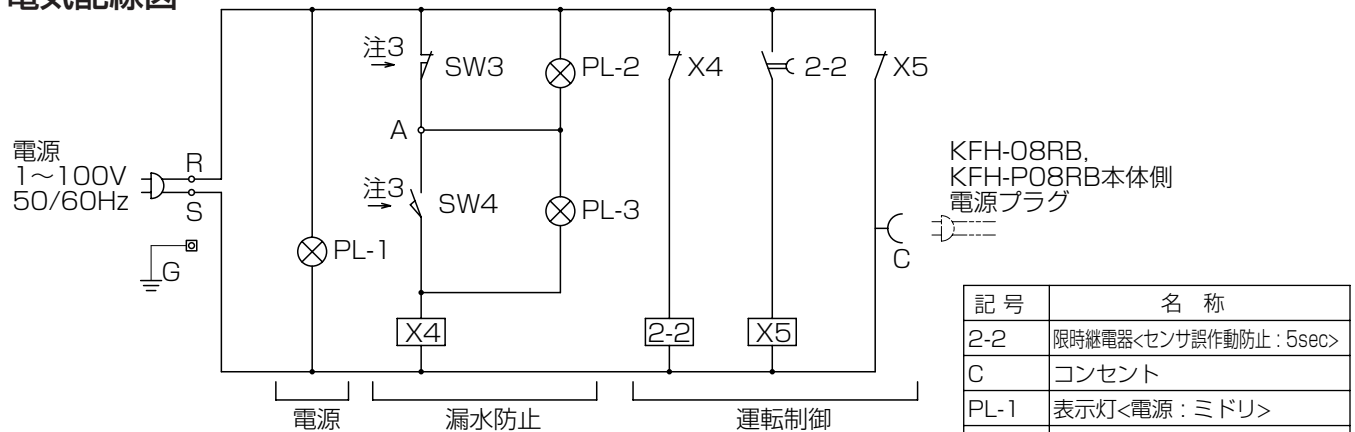 電気配線図
注3
SW3
PL-2
X4
2-2
X5
A
電源
1～100V
50/60Hz
R
S
G
注3
SW4
PL-3
PL-1
KFH-08RB,
KFH-P08RB本体側
電源プラグ
C
X4
2-2
X5
電源
漏水防止
運転制御
記号 名 称
2-2 限時継電器<センサ誤作動防止：5sec>
C コンセント
PL-1 表示灯<電源：ミドリ>